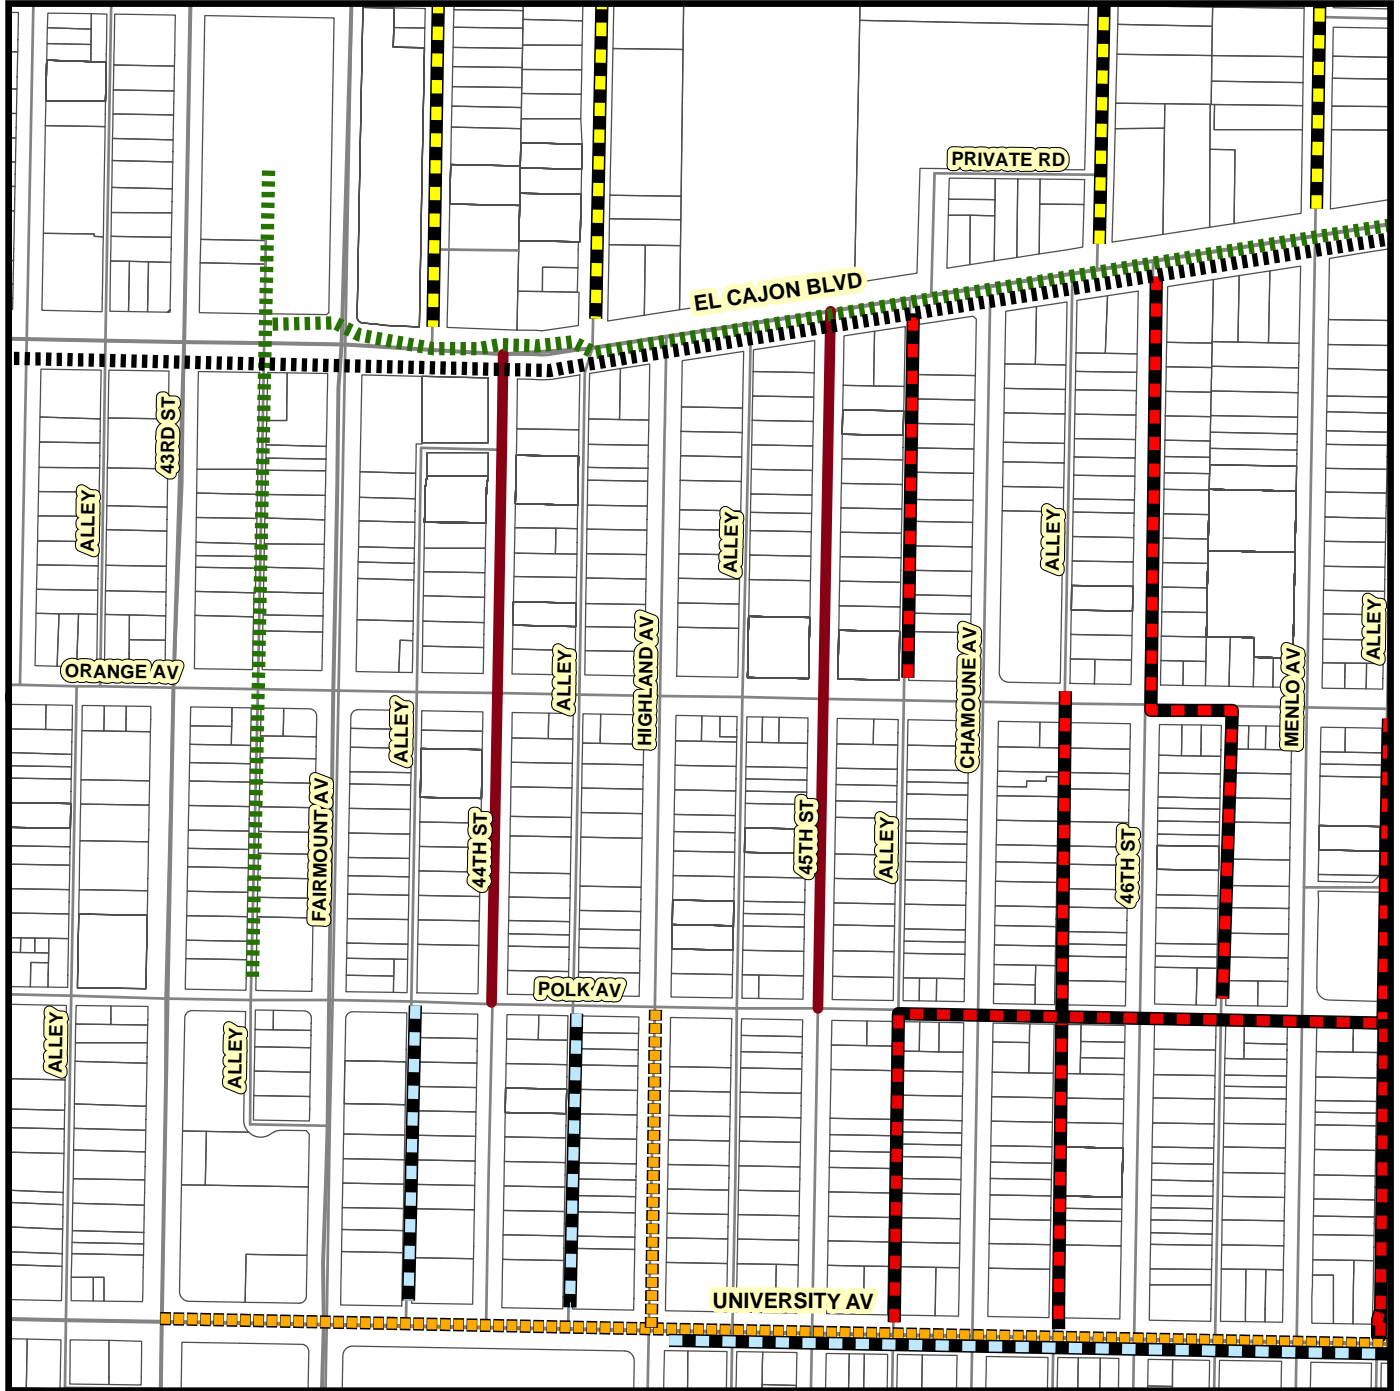 PRIVATE RD
EL CAJON BLVD
43RD ST
ALLEY
ALLEY
ALLEY
ALLEY
ORANGE AV
ALLEY
HIGHLAND AV
CHAMOUNE AV
MENLO AV
ALLEY
FAIRMOUNT AV
44TH ST
45TH ST
ALLEY
46TH ST
POLK AV
ALLEY
ALLEY
UNIVERSITY AV